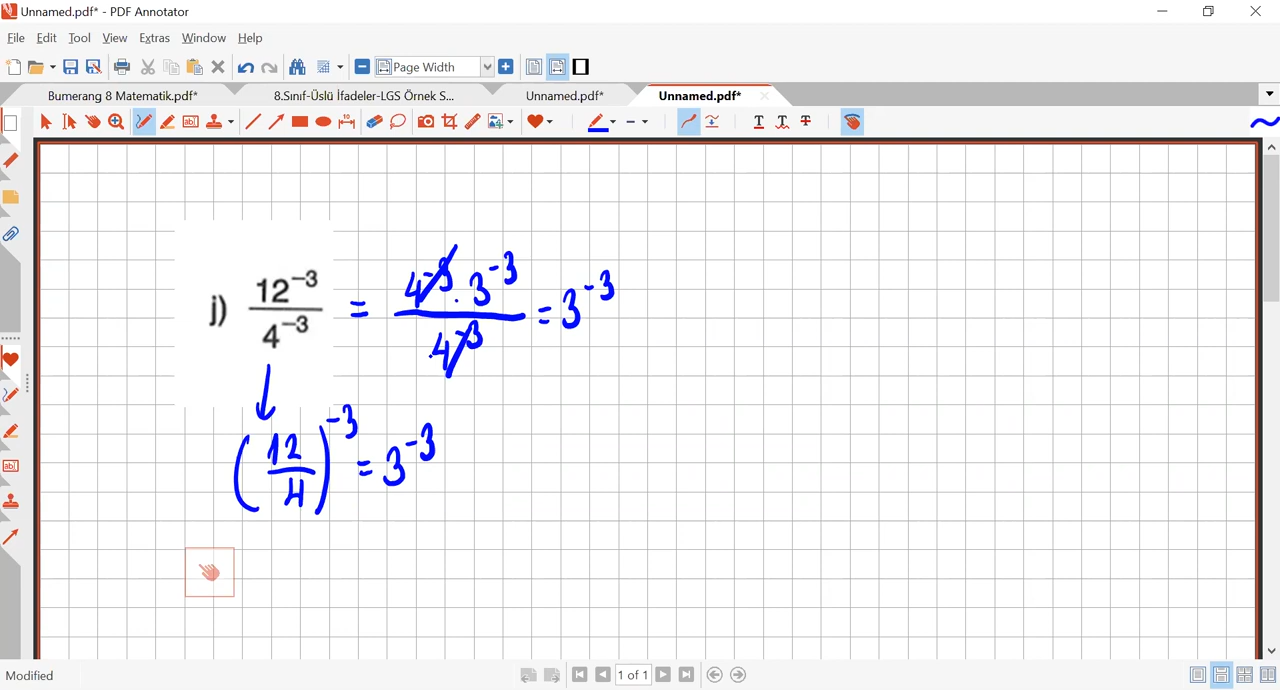 Unnamed.pdf* - PDF Annotator
File Edit Tool View Extras Window Help
Page Width
Bumerang 8 Matematik.pdf* 8.Sınıf-Üslü İfadeler-LGS Örnek S... Unnamed.pdf* Unnamed.pdf*
j) 12⁻³ / 4⁻³ = 4⁻³ . 3⁻³ / 4⁻³ = 3⁻³
(12 / 4)⁻³ = 3⁻³
Modified 1 of 1